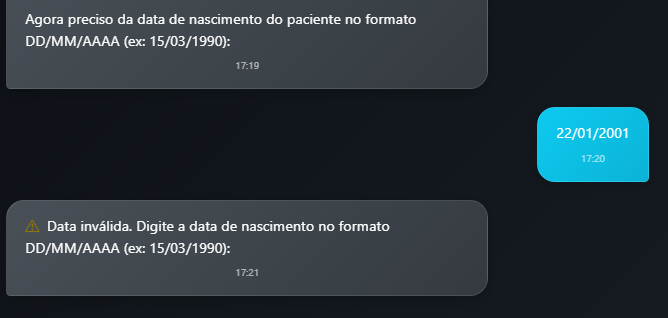 Agora preciso da data de nascimento do paciente no formato
DD/MM/AAAA (ex: 15/03/1990):
17:19
22/01/2001
17:20
⚠ Data inválida. Digite a data de nascimento no formato
DD/MM/AAAA (ex: 15/03/1990):
17:21